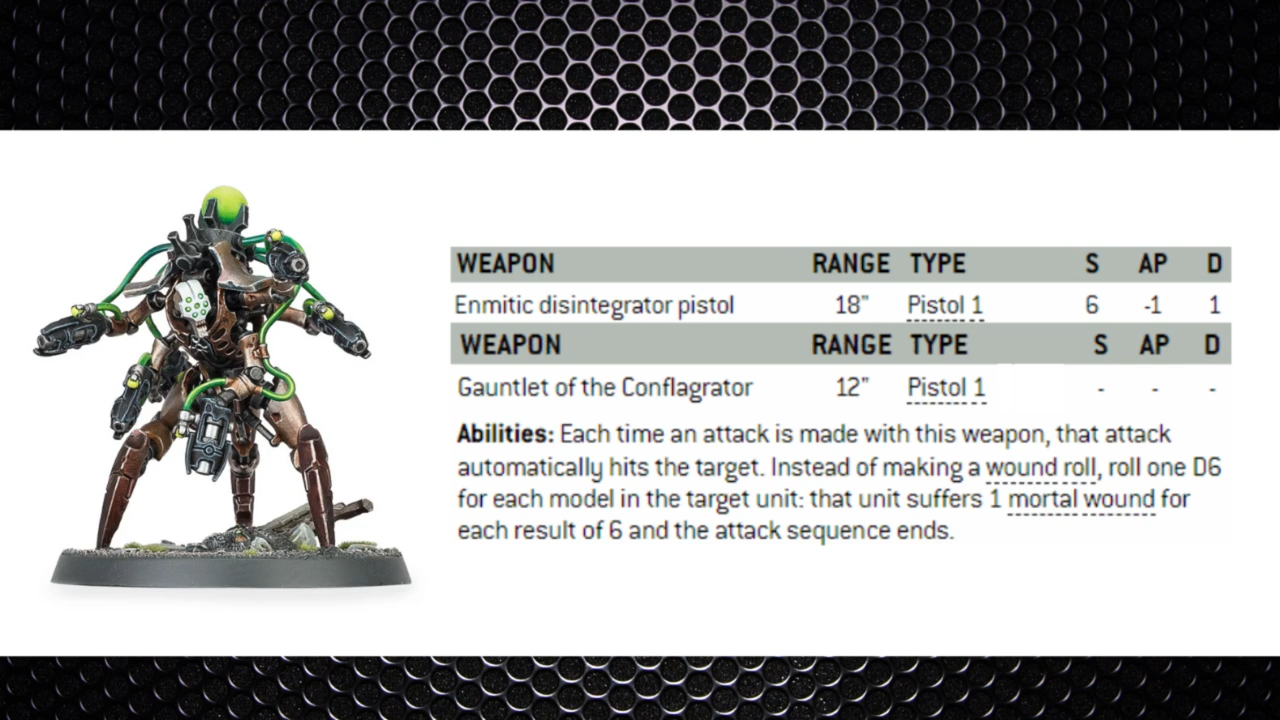 WEAPON RANGE TYPE S AP D
Enmitic disintegrator pistol 18" Pistol 1 6 -1 1
WEAPON RANGE TYPE S AP D
Gauntlet of the Conflagrator 12" Pistol 1 - - -
Abilities: Each time an attack is made with this weapon, that attack
automatically hits the target. Instead of making a wound roll, roll one D6
for each model in the target unit: that unit suffers 1 mortal wound for
each result of 6 and the attack sequence ends.